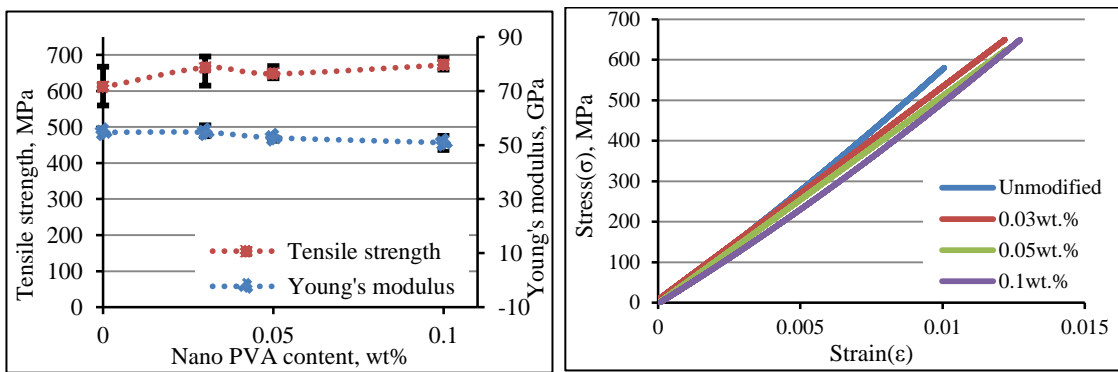 Tensile strength, MPa
700
600
500
400
300
200
100
0
90
70
50
30
10
-10
Young's modulus, GPa
Tensile strength
Young's modulus
0
0.05
0.1
Nano PVA content, wt%
Stress(σ), MPa
700
600
500
400
300
200
100
0
Unmodified
0.03wt.%
0.05wt.%
0.1wt.%
0
0.005
0.01
0.015
Strain(ε)